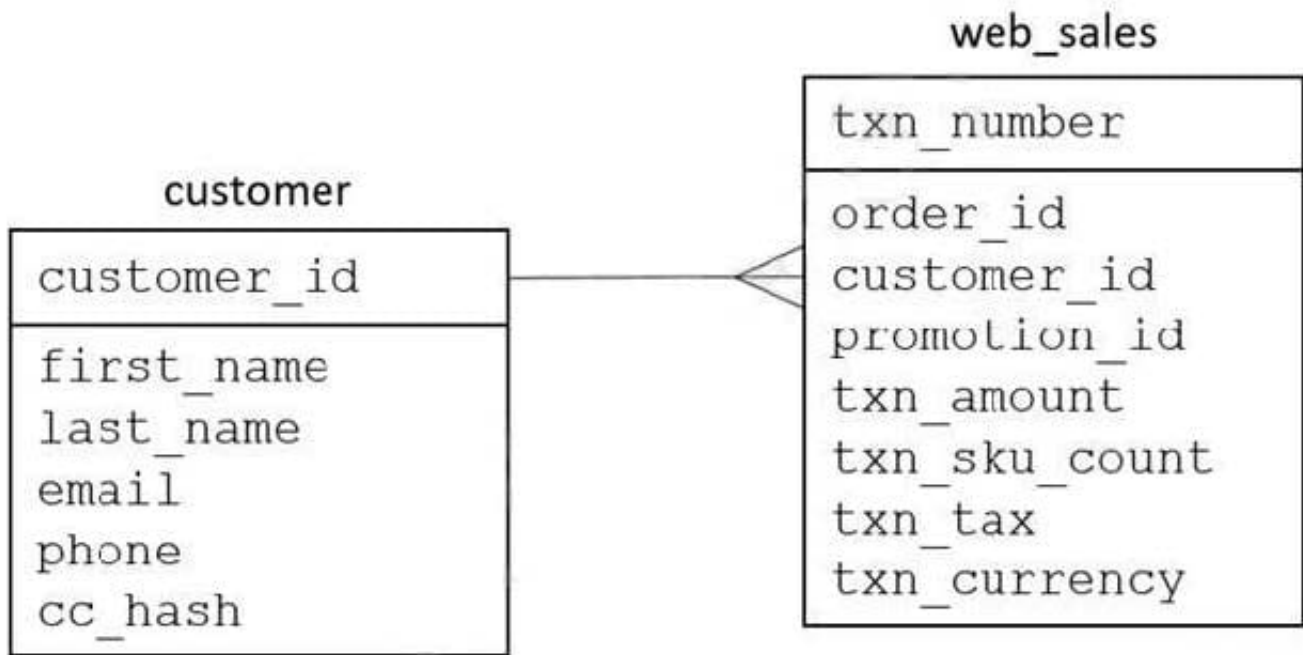 customer
customer_id
first_name
last_name
email
phone
cc_hash
web_sales
txn_number
order_id
customer_id
promotion_id
txn_amount
txn_sku_count
txn_tax
txn_currency